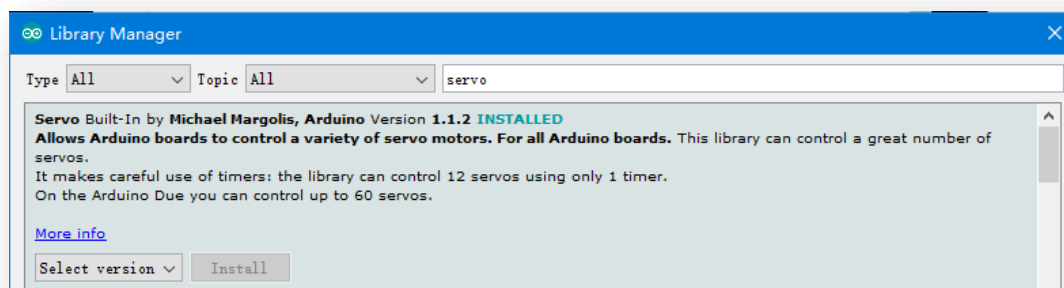 Library Manager
Type All Topic All servo
Servo Built-In by Michael Margolis, Arduino Version 1.1.2 INSTALLED
Allows Arduino boards to control a variety of servo motors. For all Arduino boards. This library can control a great number of
servos.
It makes careful use of timers: the library can control 12 servos using only 1 timer.
On the Arduino Due you can control up to 60 servos.
More info
Select version Install